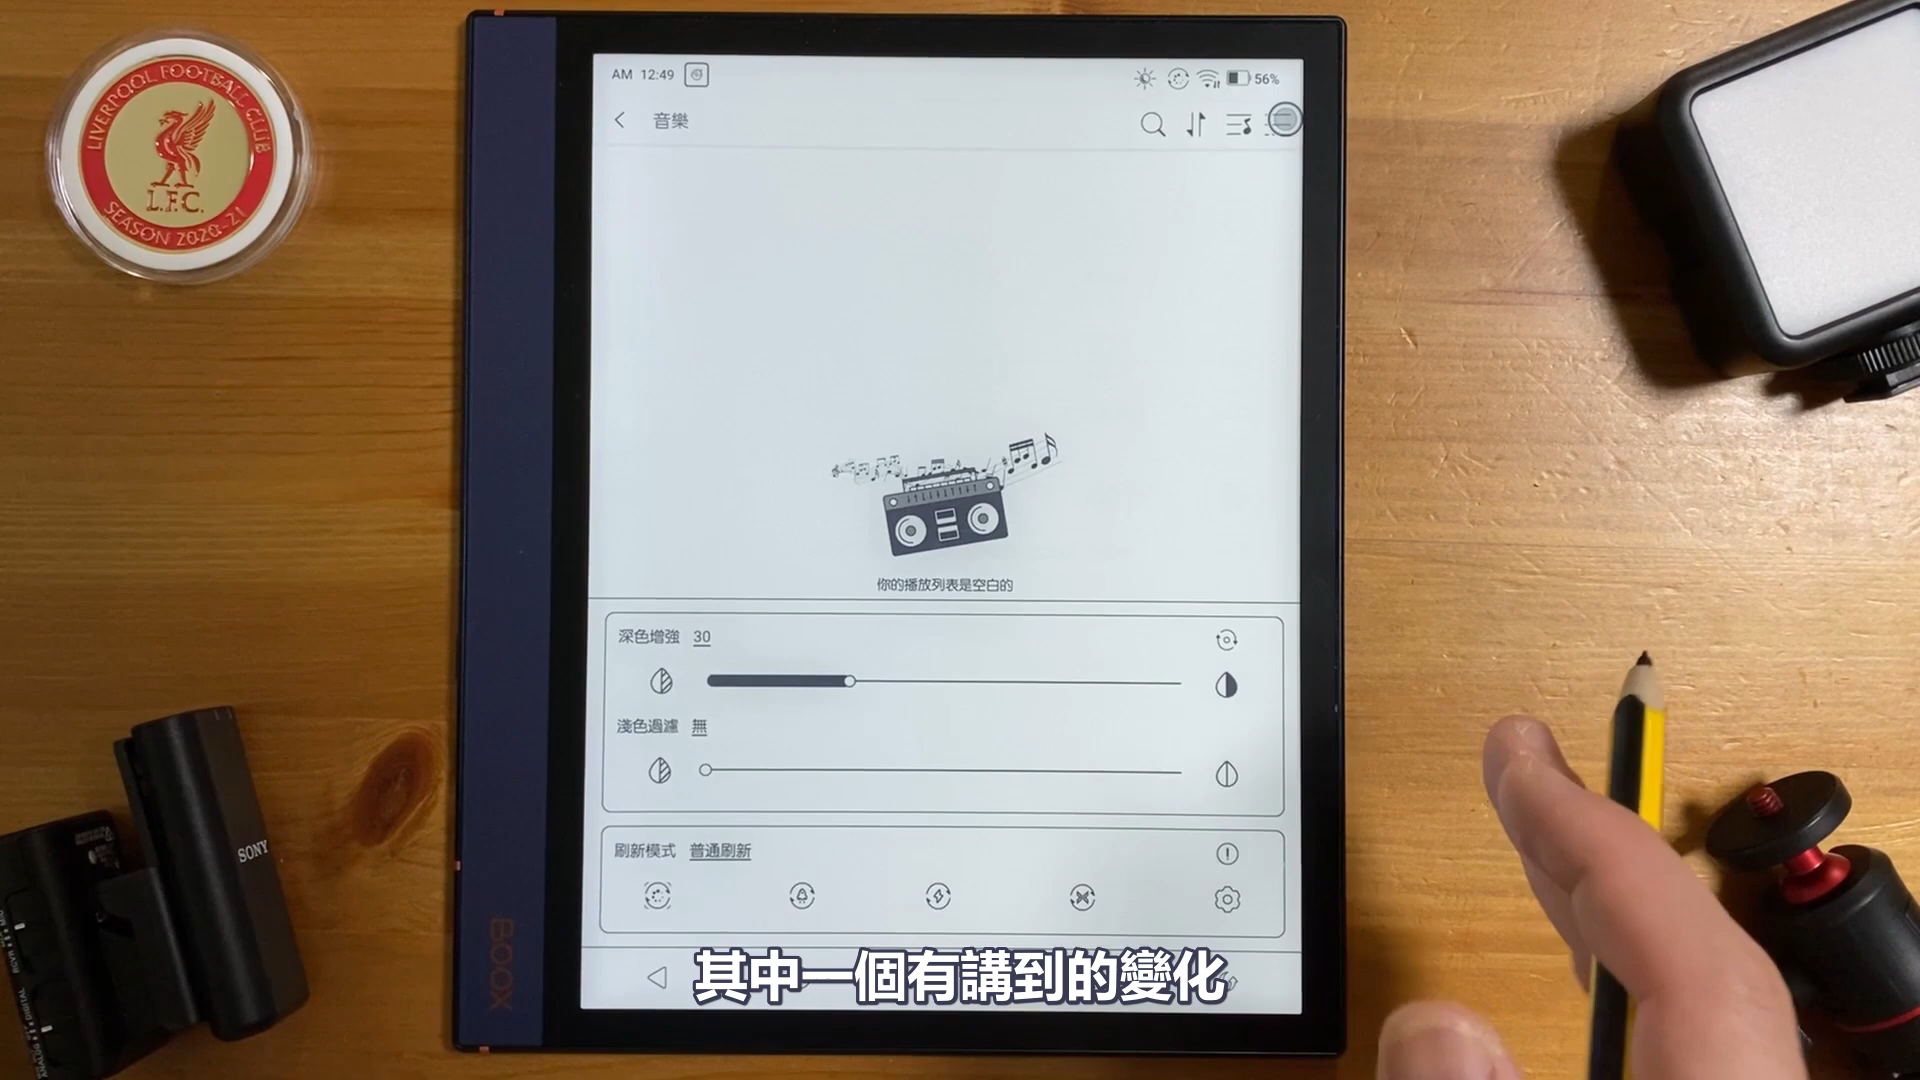 LIVERPOOL FOOTBALL CLUB
L.F.C.
SEASON 2020-21
AM 12:49
56%
音樂
你的播放列表是空白的
深色增強 30
淺色過濾 無
刷新模式 普通刷新
SONY
BOOX
其中一個有講到的變化